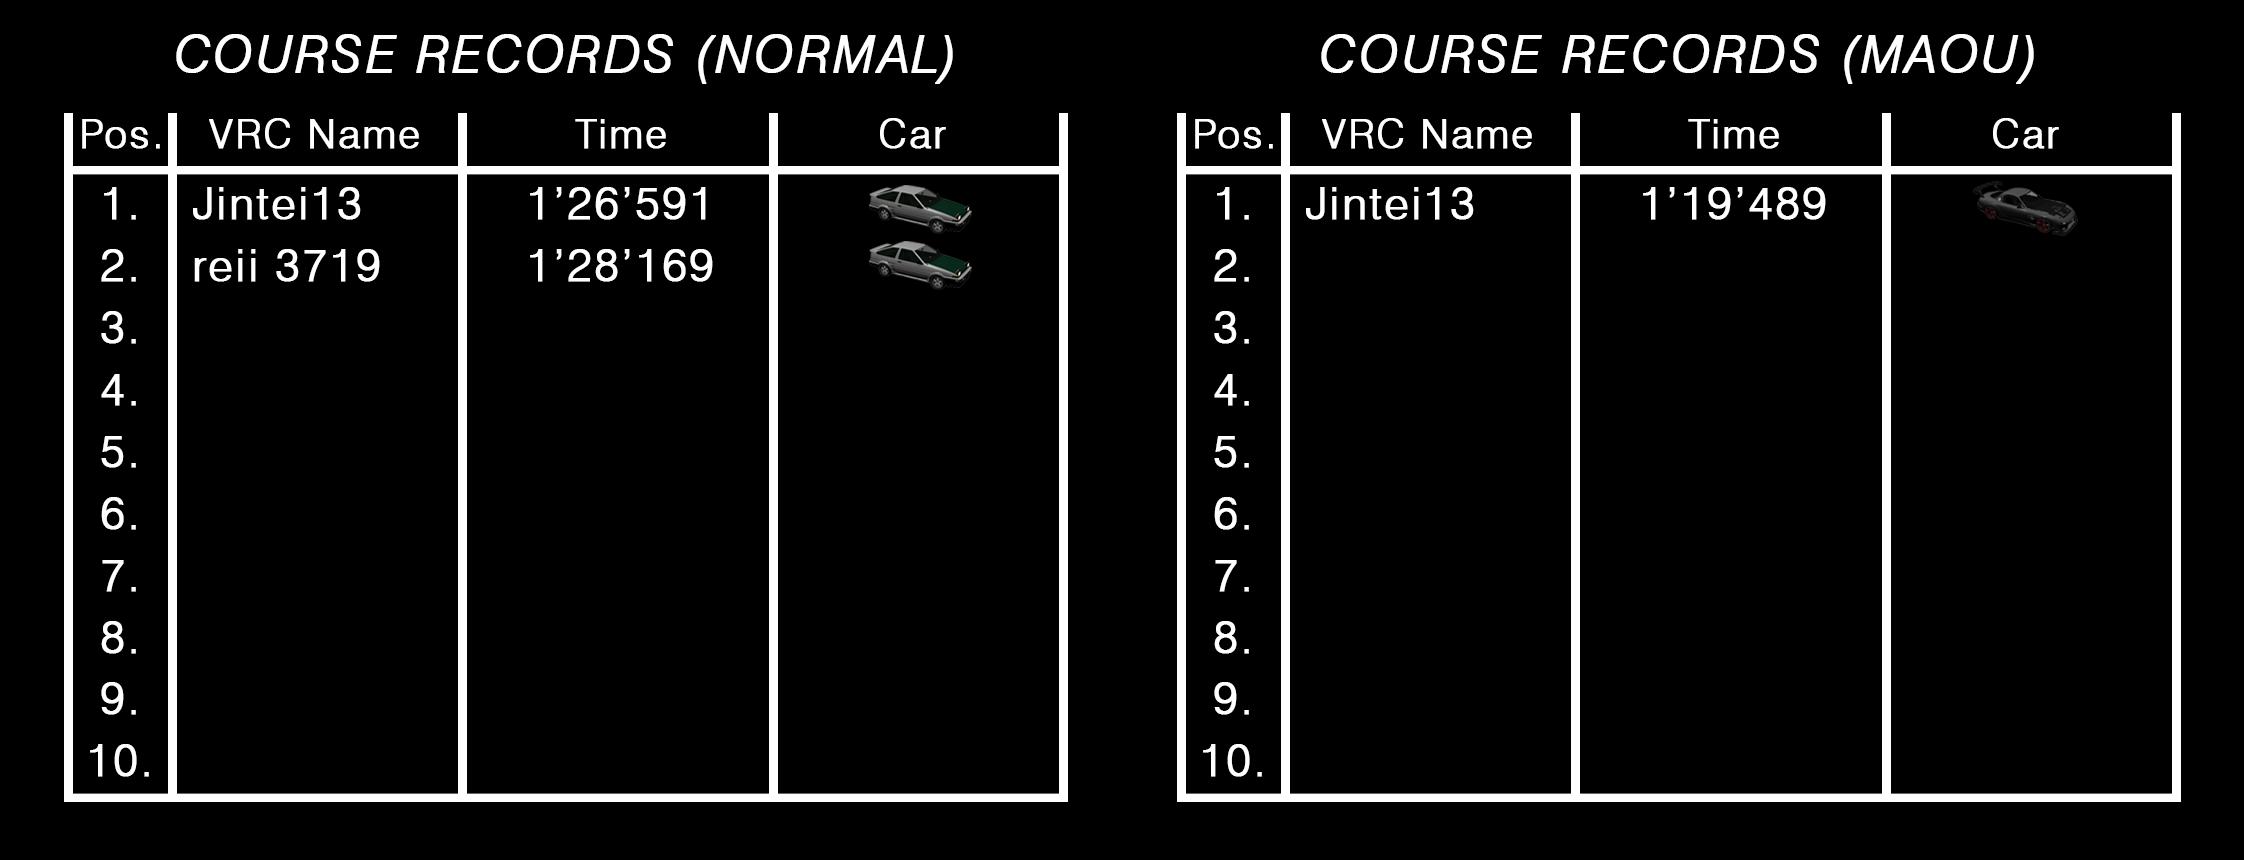 COURSE RECORDS (NORMAL)
Pos. VRC Name Time Car
1. Jintei13 1’26’591
2. reii 3719 1’28’169
3.
4.
5.
6.
7.
8.
9.
10.
COURSE RECORDS (MAOU)
Pos. VRC Name Time Car
1. Jintei13 1’19’489
2.
3.
4.
5.
6.
7.
8.
9.
10.